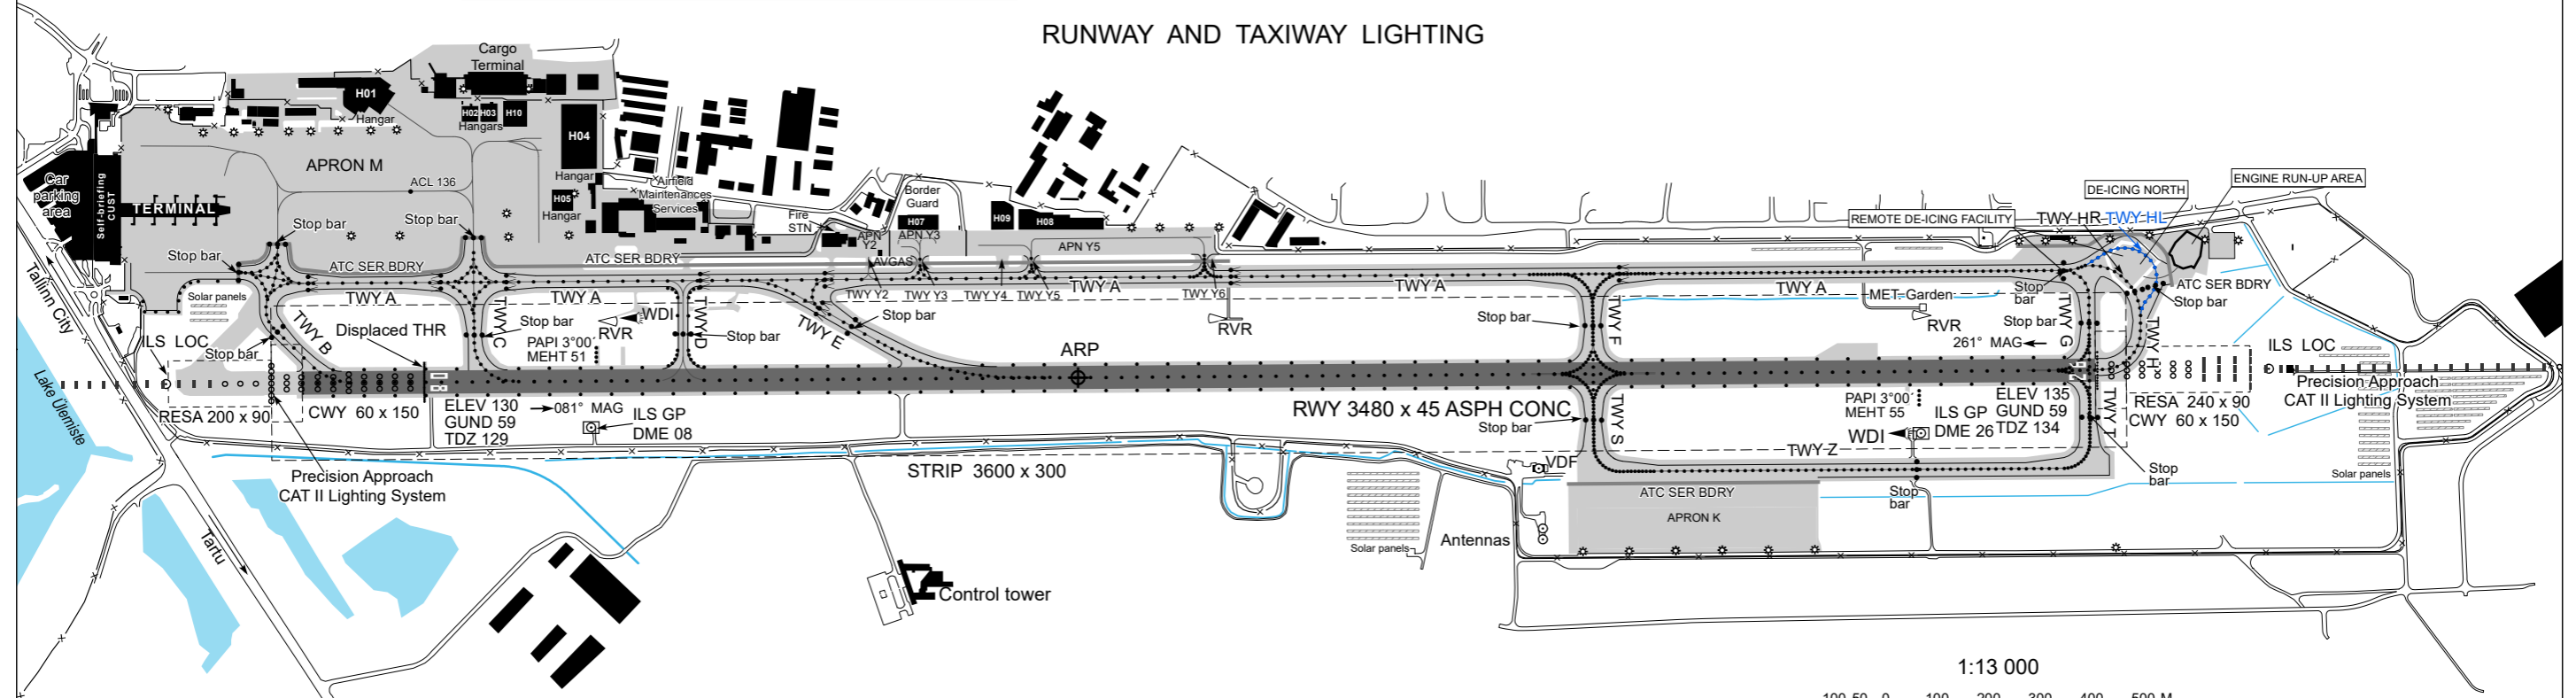 RUNWAY AND TAXIWAY LIGHTING
Cargo
Terminal
H01
Hangar
H02
H03
H10
Hangars
H04
Hangar
APRON M
ACL 136
Car
parking
area
Self-briefing
CUST
TERMINAL
H05
Hangar
Airfield
Maintenances
Services
Fire
STN
Border
Guard
H07
H09
H08
APN
Y2
APN Y3
APN Y5
AVGAS
DE-ICING NORTH
ENGINE RUN-UP AREA
REMOTE DE-ICING FACILITY
TWY HR
TWY HL
Stop bar
Stop bar
Stop bar
ATC SER BDRY
ATC SER BDRY
ATC SER BDRY
Tallinn City
Solar panels
TWY A
TWY A
TWY A
TWY A
TWY A
TWY Y2
TWY Y3
TWY Y4
TWY Y5
TWY Y6
MET. Garden
Stop
bar
Stop bar
TWY B
Displaced THR
TWY C
Stop bar
RVR
WDI
TWY D
Stop bar
TWY E
Stop bar
RVR
Stop bar
TWY F
RVR
Stop bar
TWY G
TWY H
261° MAG
ILS LOC
Stop bar
PAPI 3°00´
MEHT 51
ARP
ILS LOC
Solar panels
Precision Approach
CAT II Lighting System
Lake Ülemiste
RESA 200 x 90
CWY 60 x 150
ELEV 130
GUND 59
TDZ 129
081° MAG
ILS GP
DME 08
RWY 3480 x 45 ASPH CONC
Stop bar
TWY S
PAPI 3°00´
MEHT 55
ILS GP
DME 26
WDI
ELEV 135
GUND 59
TDZ 134
TWY T
RESA 240 x 90
CWY 60 x 150
TWY Z
Precision Approach
CAT II Lighting System
STRIP 3600 x 300
VDF
Stop
bar
Stop
bar
Solar panels
ATC SER BDRY
APRON K
Tartu
Antennas
Solar panels
Control tower
1:13 000
100 50 0 100 200 300 400 500 M